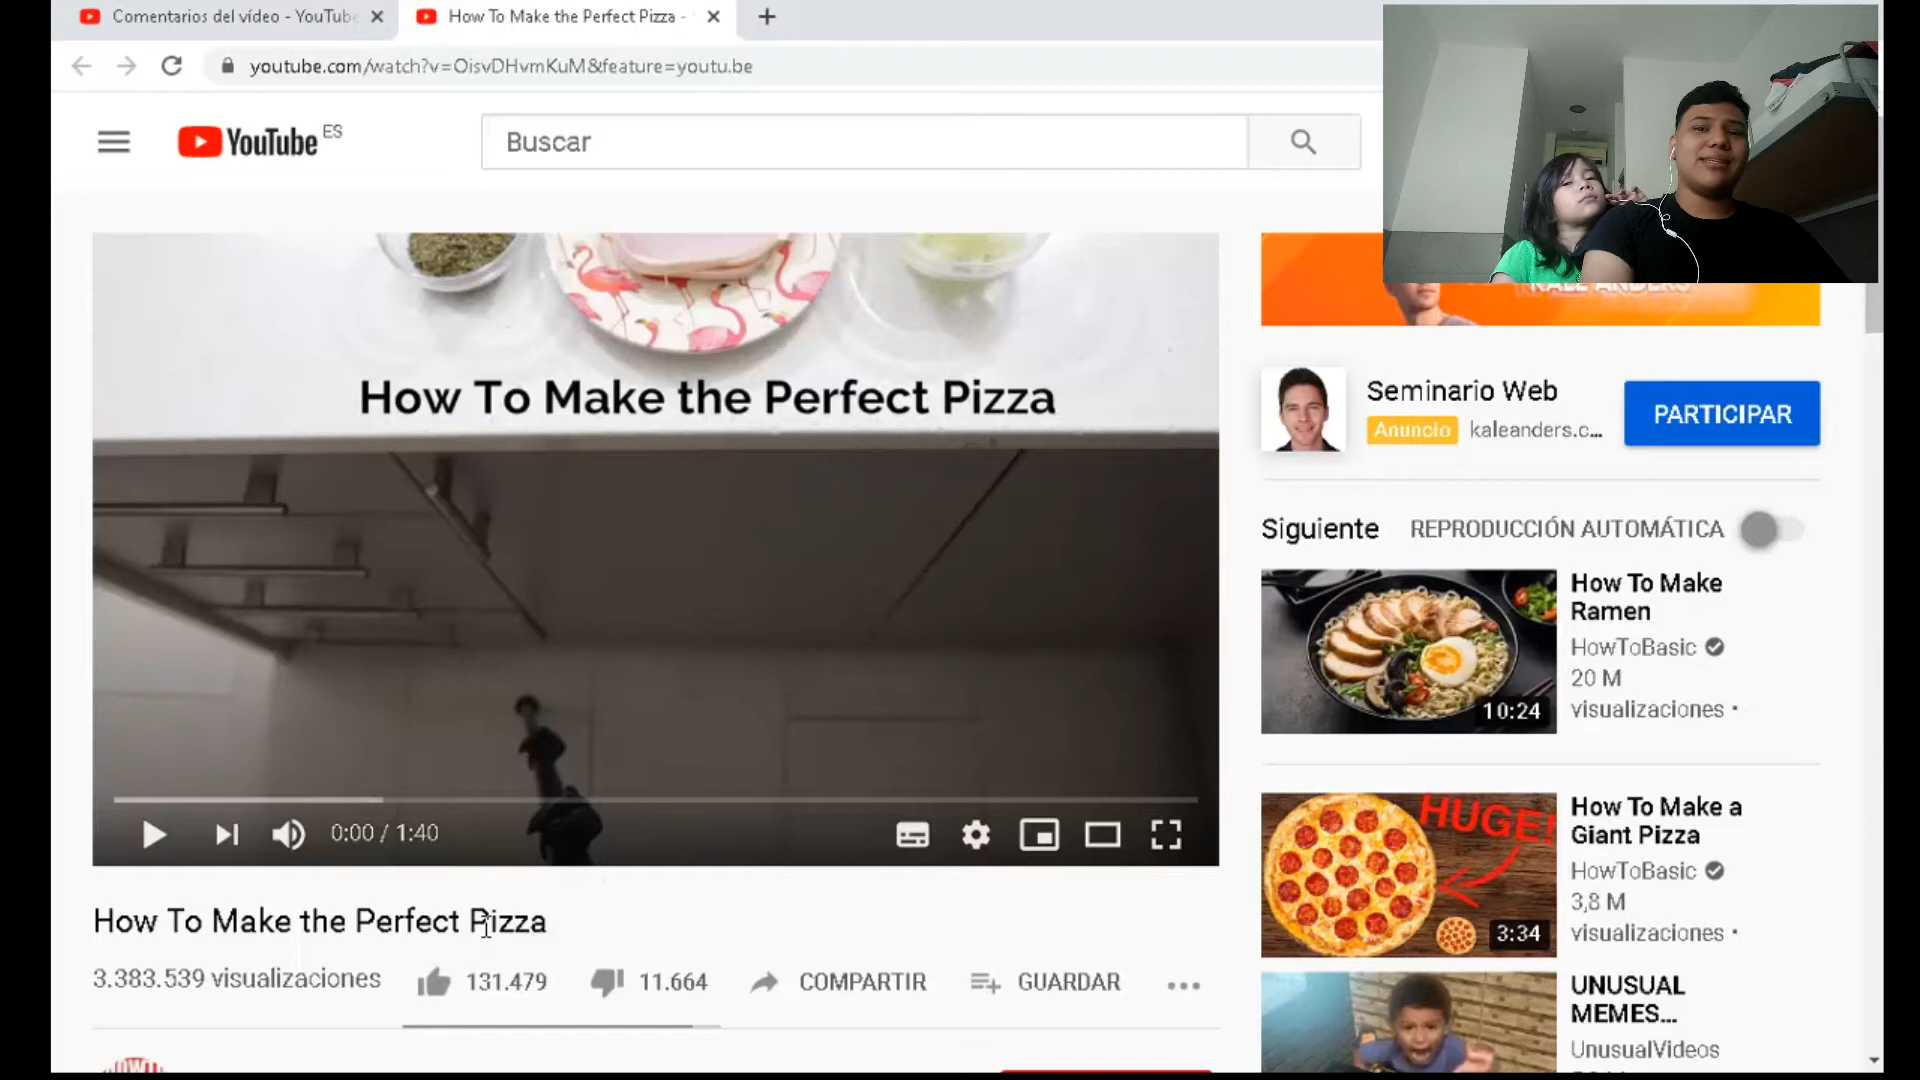 Comentarios del vídeo - YouTube
How To Make the Perfect Pizza -
youtube.com/watch?v=OisvDHvmKuM&feature=youtu.be
YouTube ES
Buscar
How To Make the Perfect Pizza
0:00 / 1:40
How To Make the Perfect Pizza
3.383.539 visualizaciones
131.479
11.664
COMPARTIR
GUARDAR
KALE ANDERS
Seminario Web
Anuncio kaleanders.c...
PARTICIPAR
Siguiente
REPRODUCCIÓN AUTOMÁTICA
10:24
How To Make
Ramen
HowToBasic
20 M
visualizaciones •
HUGE!
3:34
How To Make a
Giant Pizza
HowToBasic
3,8 M
visualizaciones •
UNUSUAL
MEMES...
UnusualVideos